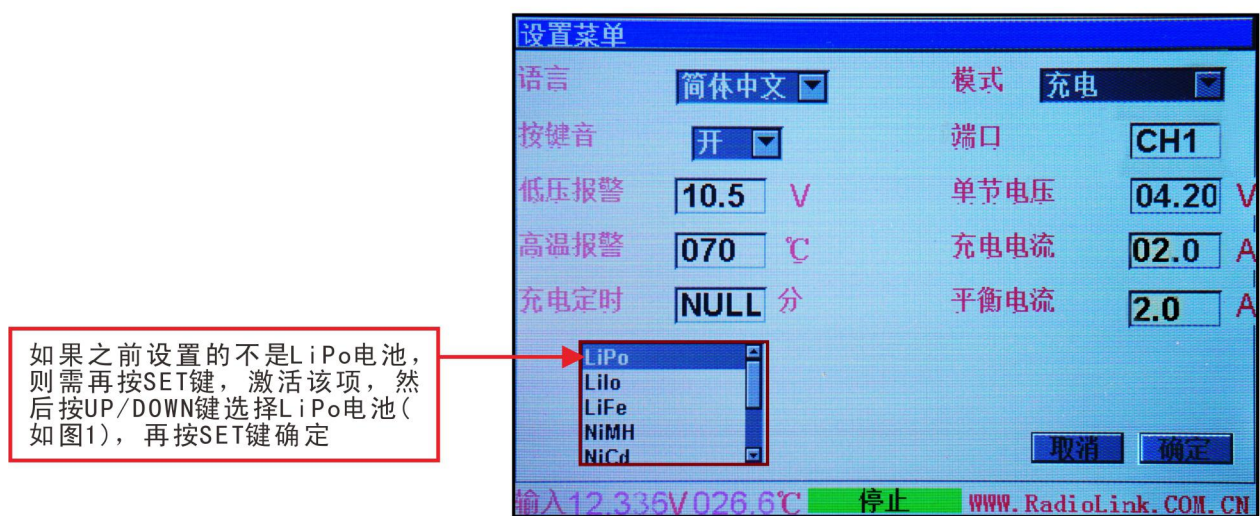 设置菜单
语言 简体中文 模式 充电
按键音 开 端口 CH1
低压报警 10.5 V 单节电压 04.20 V
高温报警 070 ℃ 充电电流 02.0 A
充电定时 NULL 分 平衡电流 2.0 A
如果之前设置的不是LiPo电池，
则需再按SET键，激活该项，然
后按UP/DOWN键选择LiPo电池(
如图1)，再按SET键确定
LiPo
LiIo
LiFe
NiMH
NiCd
取消 确定
输入12.335V 026.6℃ 停止 WWW.RadioLink.COM.CN